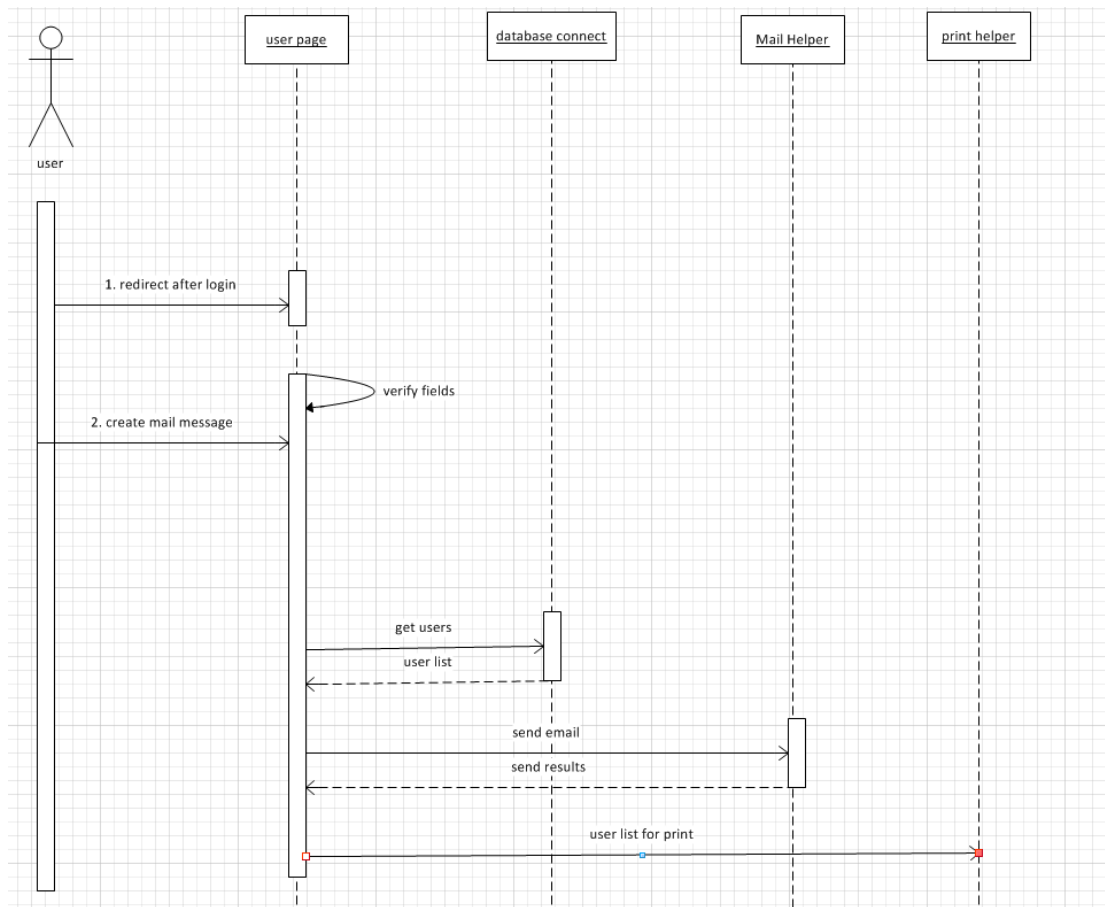 user page
database connect
Mail Helper
print helper
user
1. redirect after login
verify fields
2. create mail message
get users
user list
send email
send results
user list for print